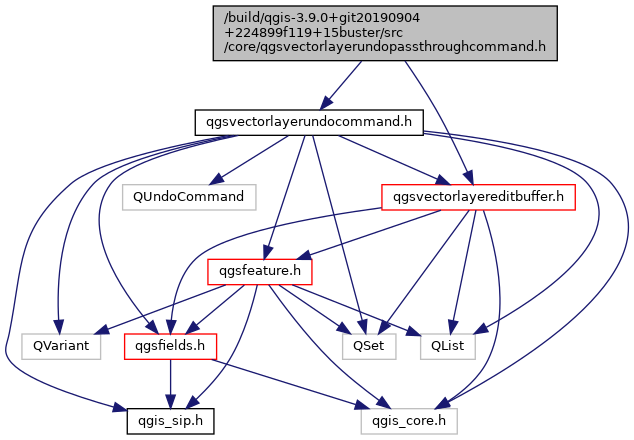 /build/qgis-3.9.0+git20190904
+224899f119+15buster/src
/core/qgsvectorlayerundopassthroughcommand.h
qgsvectorlayerundocommand.h
QUndoCommand
qgsvectorlayereditbuffer.h
qgsfeature.h
QVariant
qgsfields.h
QSet
QList
qgis_sip.h
qgis_core.h